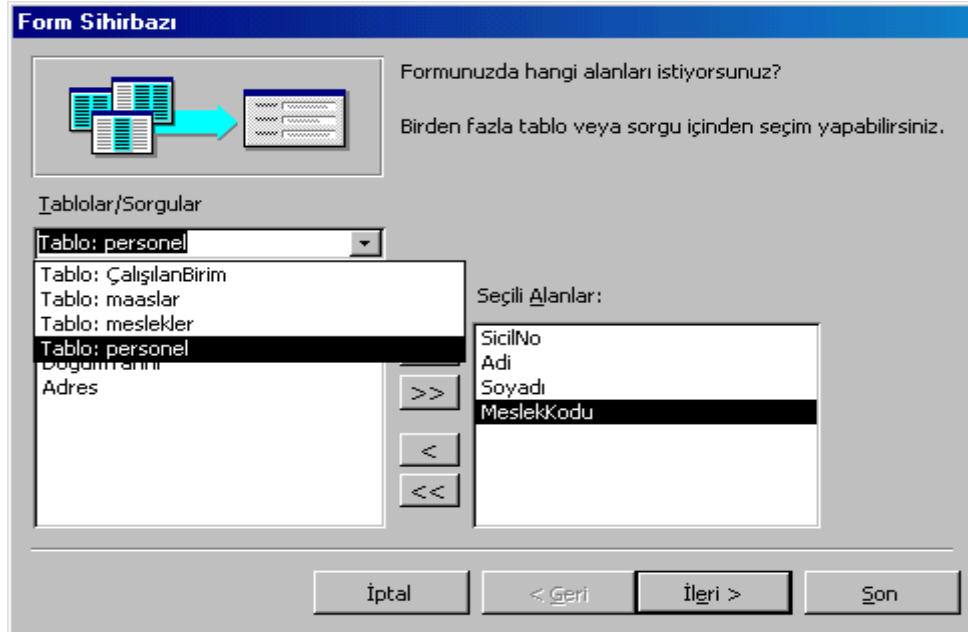 Form Sihirbazı
Formunuzda hangi alanları istiyorsunuz?
Birden fazla tablo veya sorgu içinden seçim yapabilirsiniz.
Tablolar/Sorgular
Tablo: personel
Tablo: ÇalışılanBirim
Tablo: maaslar
Tablo: meslekler
Tablo: personel
DoğumTarihi
Adres
>>
<
<<
Seçili Alanlar:
SicilNo
Adi
Soyadı
MeslekKodu
İptal
< Geri
İleri >
Son